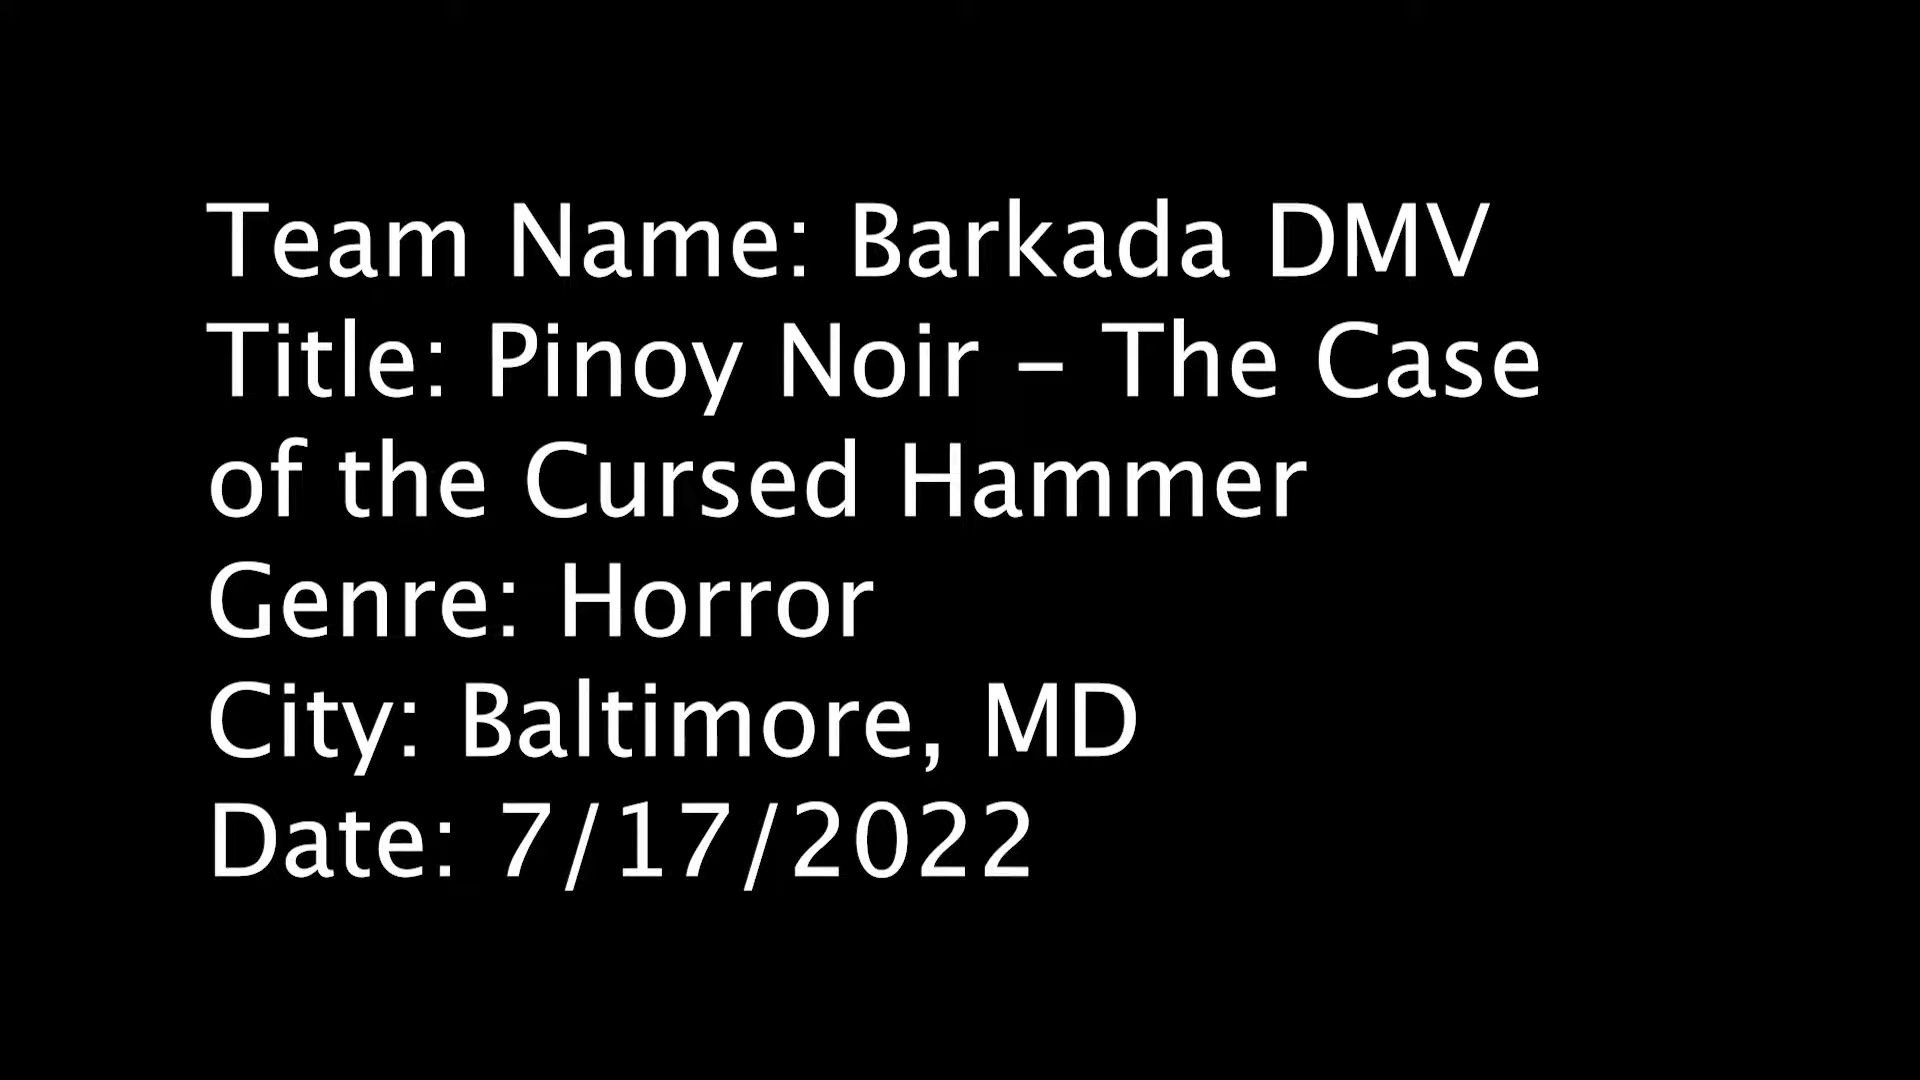 Team Name: Barkada DMV
Title: Pinoy Noir – The Case
of the Cursed Hammer
Genre: Horror
City: Baltimore, MD
Date: 7/17/2022